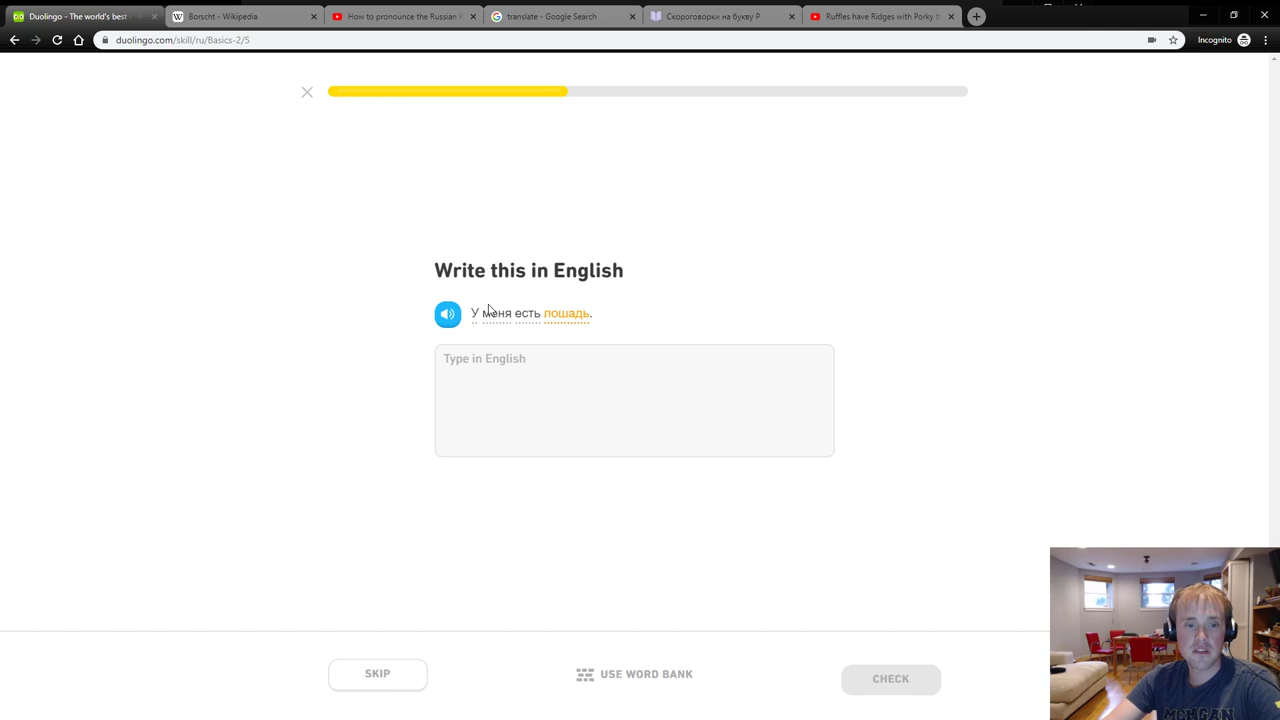 Duolingo - The world's best
Borscht - Wikipedia
How to pronounce the Russian
translate - Google Search
Скороговорки на букву Р
Ruffles have Ridges with Porky
duolingo.com/skill/ru/Basics-2/5
Incognito
Write this in English
У меня есть лошадь.
Type in English
SKIP
USE WORD BANK
CHECK